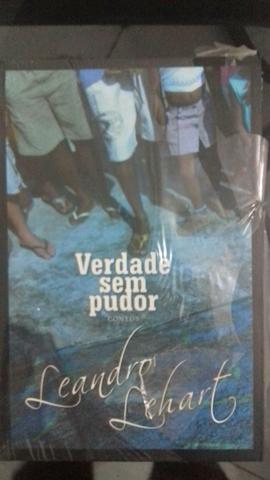 Verdade
sem
pudor
CONTOS
Leandro
Lehart